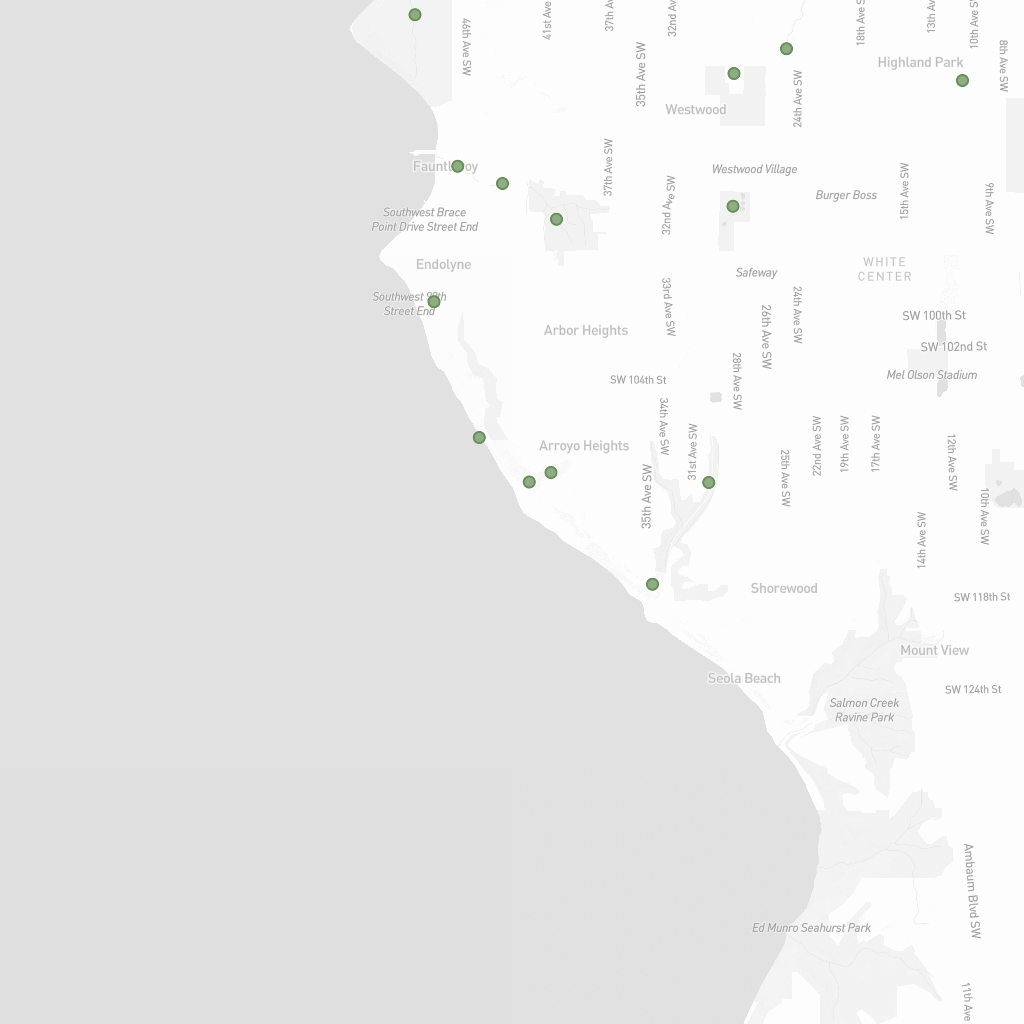 46th Ave SW
41st Ave
37th A
32nd A
35th Ave SW
18th Ave S
13th Av
10th Ave S
8th Ave SW
Highland Park
24th Ave SW
Westwood
Fauntleroy
37th Ave SW
Westwood Village
Burger Boss
15th Ave SW
9th Ave SW
32nd Ave SW
Southwest Brace
Point Drive Street End
Endolyne
WHITE
CENTER
Safeway
Southwest 98th
Street End
33rd Ave SW
24th Ave SW
26th Ave SW
SW 100th St
Arbor Heights
SW 102nd St
Mel Olson Stadium
SW 104th St
28th Ave SW
34th Ave SW
31st Ave SW
Arroyo Heights
22nd Ave SW
19th Ave SW
17th Ave SW
12th Ave SW
25th Ave SW
35th Ave SW
10th Ave SW
14th Ave SW
Shorewood
SW 118th St
Mount View
Seola Beach
SW 124th St
Salmon Creek
Ravine Park
Ambaum Blvd SW
Ed Munro Seahurst Park
11th Ave